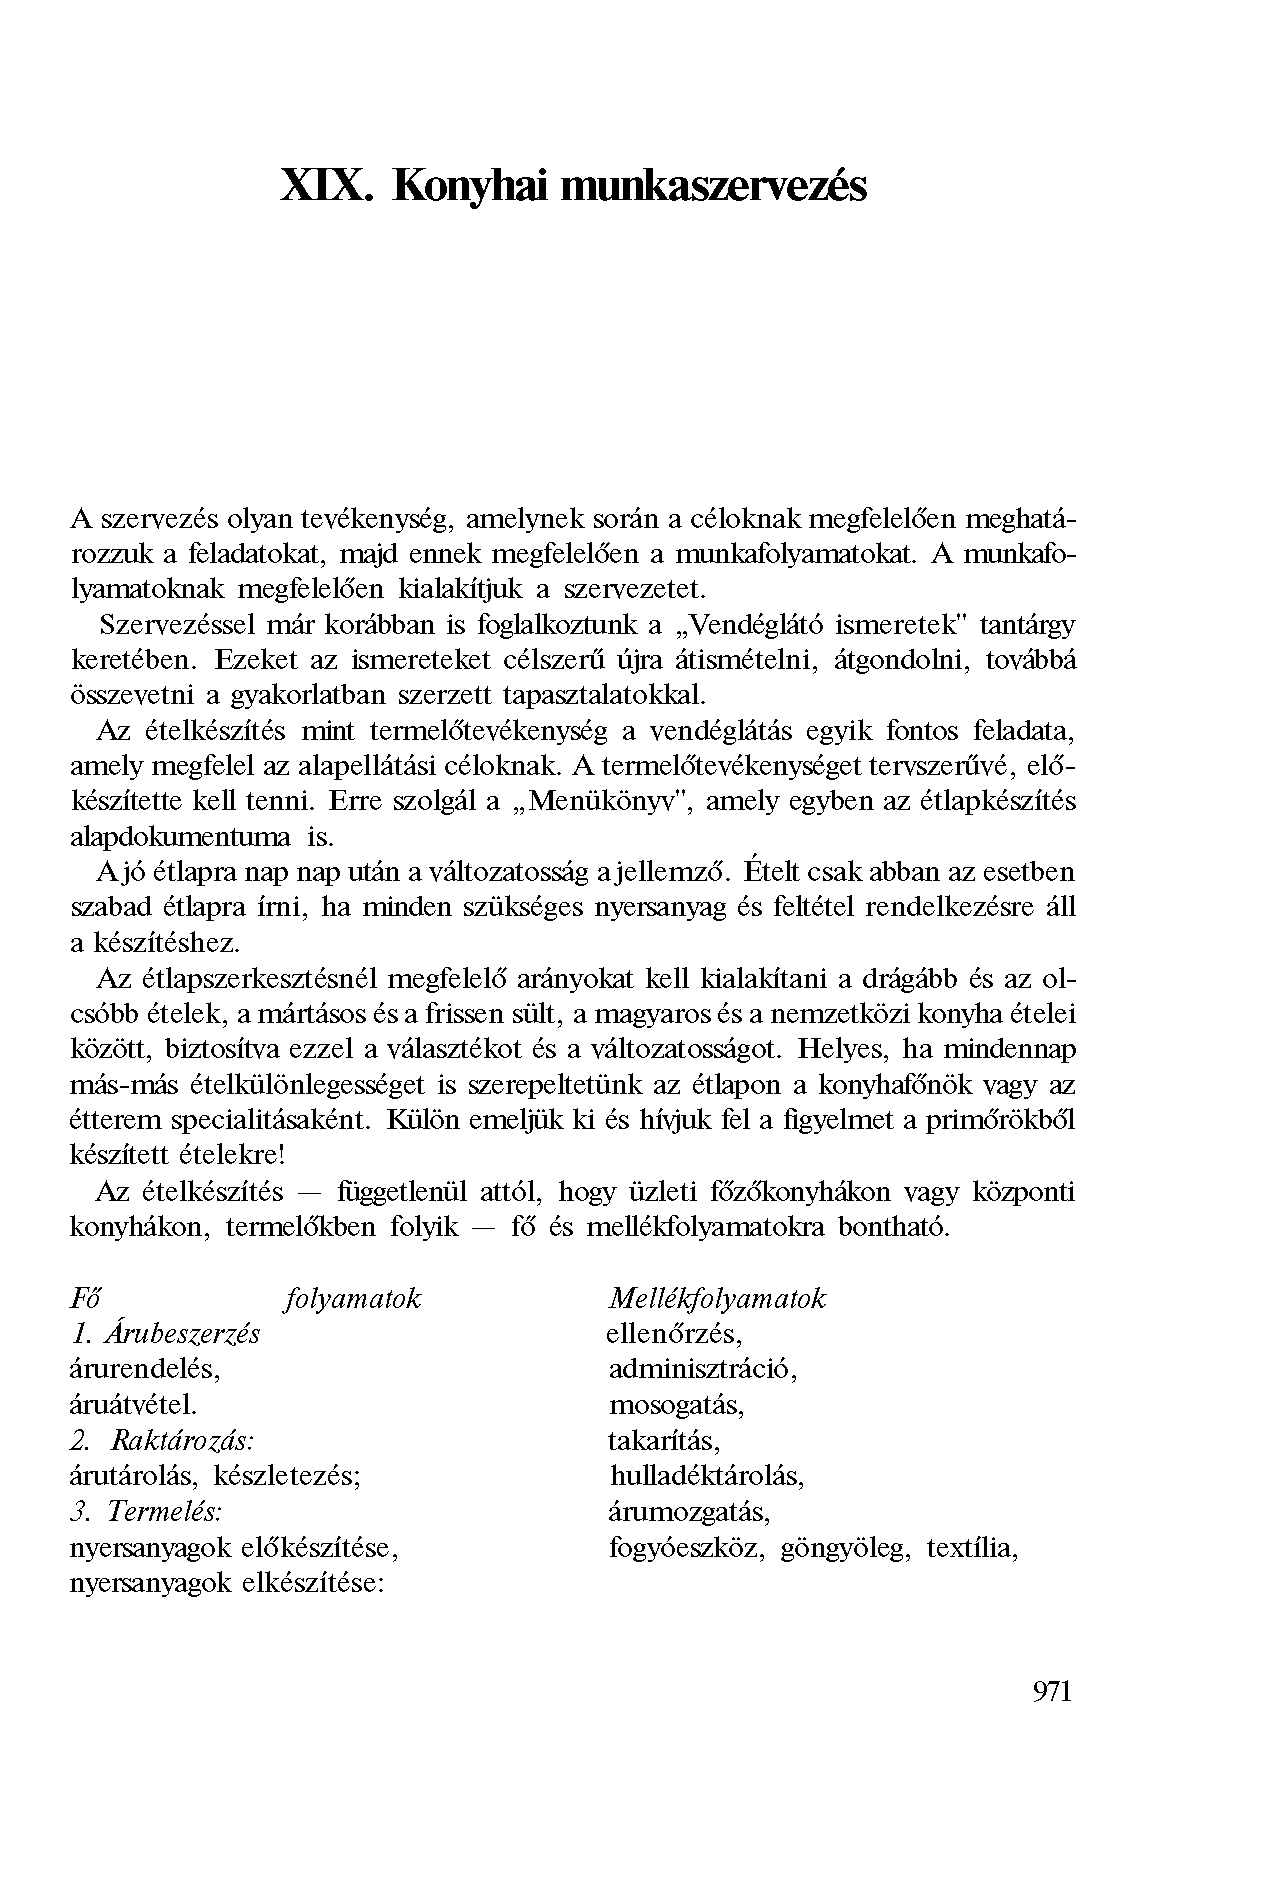 XIX. Konyhai munkaszervezés
A szervezés olyan tevékenység, amelynek során a céloknak megfelelően meghatá-
rozzuk a feladatokat, majd ennek megfelelően a munkafolyamatokat. A munkafo-
lyamatoknak megfelelően kialakítjuk a szervezetet.
Szervezéssel már korábban is foglalkoztunk a „Vendéglátó ismeretek" tantárgy
keretében. Ezeket az ismereteket célszerű újra átismételni, átgondolni, továbbá
összevetni a gyakorlatban szerzett tapasztalatokkal.
Az ételkészítés mint termelőtevékenység a vendéglátás egyik fontos feladata,
amely megfelel az alapellátási céloknak. A termelőtevékenységet tervszerűvé, elő-
készítette kell tenni. Erre szolgál a „Menükönyv", amely egyben az étlapkészítés
alapdokumentuma is.
A jó étlapra nap nap után a változatosság a jellemző. Ételt csak abban az esetben
szabad étlapra írni, ha minden szükséges nyersanyag és feltétel rendelkezésre áll
a készítéshez.
Az étlapszerkesztésnél megfelelő arányokat kell kialakítani a drágább és az ol-
csóbb ételek, a mártásos és a frissen sült, a magyaros és a nemzetközi konyha ételei
között, biztosítva ezzel a választékot és a változatosságot. Helyes, ha mindennap
más-más ételkülönlegességet is szerepeltetünk az étlapon a konyhafőnök vagy az
étterem specialitásaként. Külön emeljük ki és hívjuk fel a figyelmet a primőrökből
készített ételekre!
Az ételkészítés — függetlenül attól, hogy üzleti főzőkonyhákon vagy központi
konyhákon, termelőkben folyik — fő és mellékfolyamatokra bontható.
Fő folyamatok
1. Árubeszerzés
árurendelés,
áruátvétel.
2. Raktározás:
árutárolás, készletezés;
3. Termelés:
nyersanyagok előkészítése,
nyersanyagok elkészítése:
Mellékfolyamatok
ellenőrzés,
adminisztráció,
mosogatás,
takarítás,
hulladéktárolás,
árumozgatás,
fogyóeszköz, göngyöleg, textília,
971